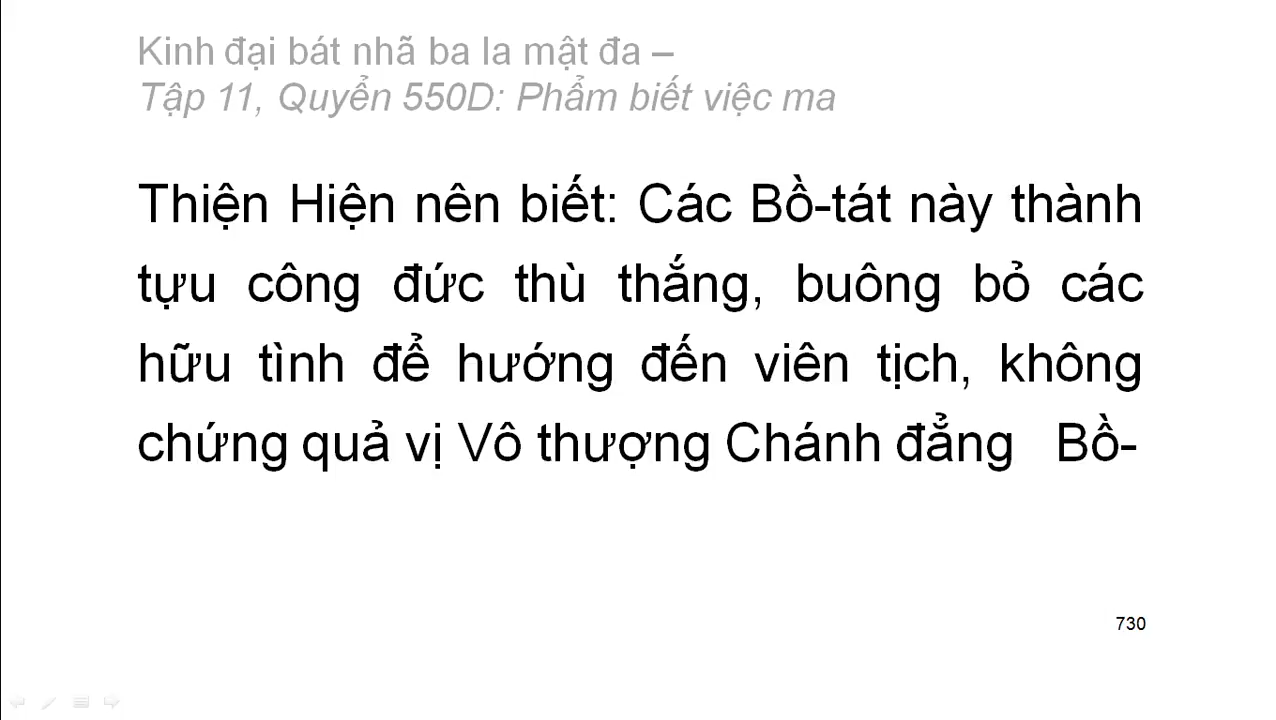 Kinh đại bát nhã ba la mật đa –
Tập 11, Quyển 550D: Phẩm biết việc ma
Thiện Hiện nên biết: Các Bồ-tát này thành
tựu công đức thù thắng, buông bỏ các
hữu tình để hướng đến viên tịch, không
chứng quả vị Vô thượng Chánh đẳng Bồ-
730